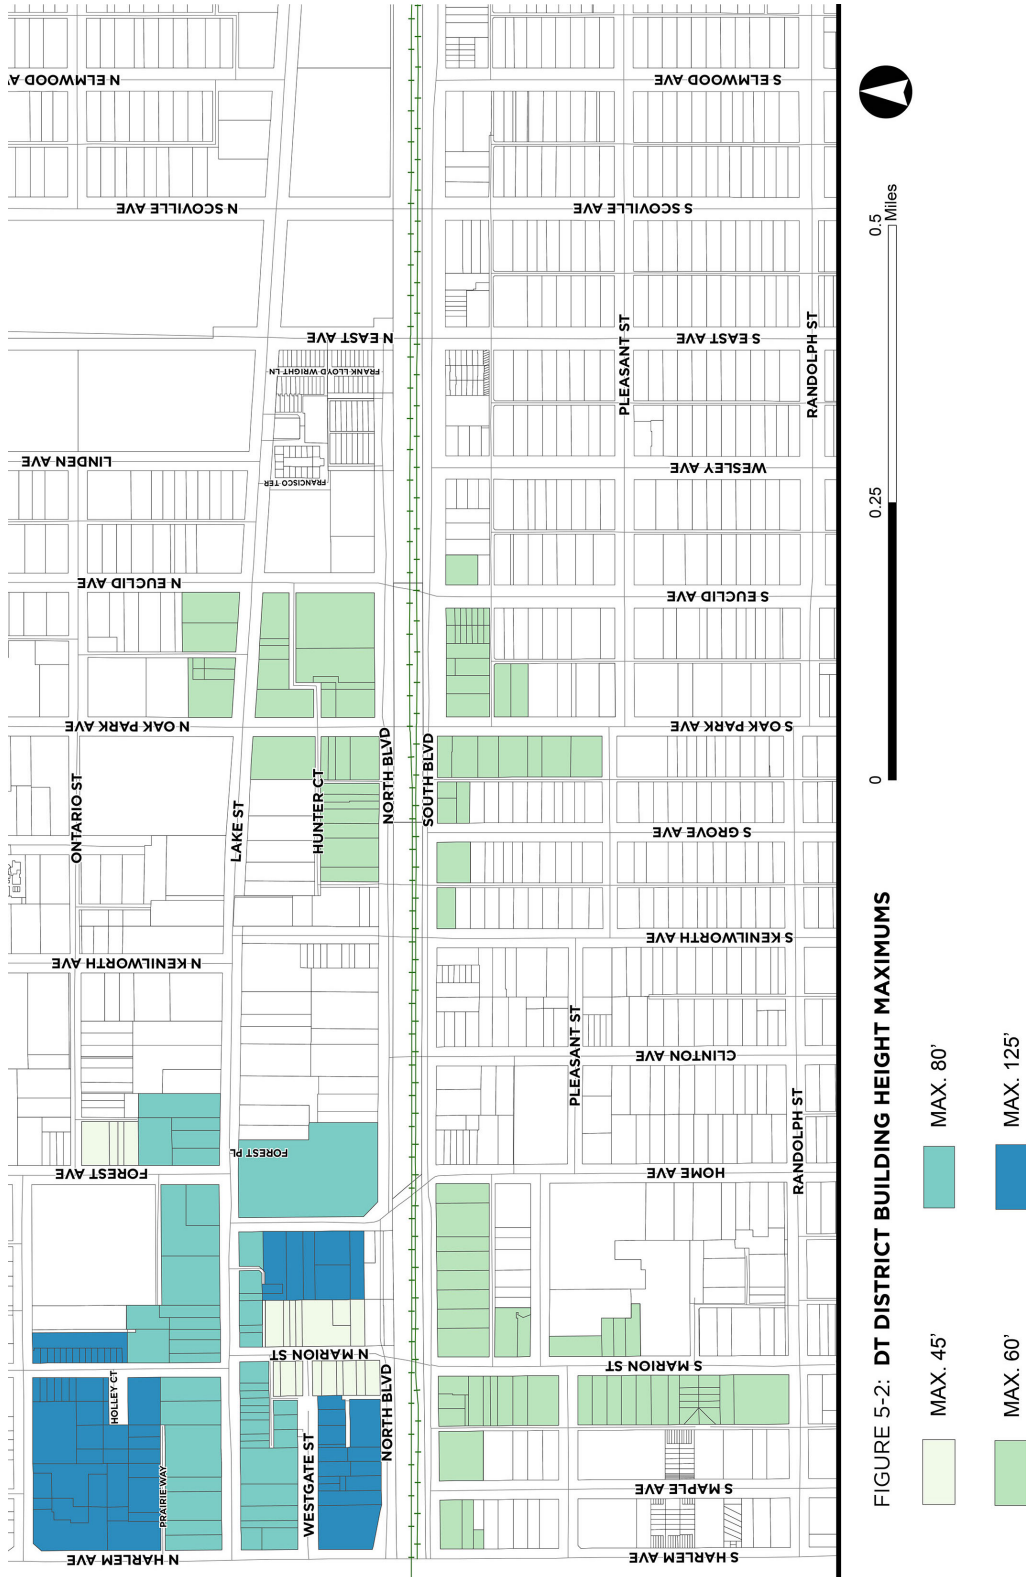 N ELMWOOD AV
S ELMWOOD AVE
N SCOVILLE AVE
S SCOVILLE AVE
N EAST AVE
S EAST AVE
FRANK LLOYD WRIGHT LN
PLEASANT ST
RANDOLPH ST
LINDEN AVE
WESLEY AVE
FRANCISCO TER
N EUCLID AVE
S EUCLID AVE
N OAK PARK AVE
S OAK PARK AVE
ONTARIO ST
LAKE ST
HUNTER CT
NORTH BLVD
SOUTH BLVD
S GROVE AVE
N KENILWORTH AVE
S KENILWORTH AVE
PLEASANT ST
CLINTON AVE
FOREST AVE
FOREST PL
HOME AVE
RANDOLPH ST
N MARION ST
S MARION ST
HOLLEY CT
PRAIRIE WAY
WESTGATE ST
NORTH BLVD
S MAPLE AVE
N HARLEM AVE
S HARLEM AVE
0
0.25
0.5
Miles
FIGURE 5-2: DT DISTRICT BUILDING HEIGHT MAXIMUMS
MAX. 45'
MAX. 80'
MAX. 60'
MAX. 125'